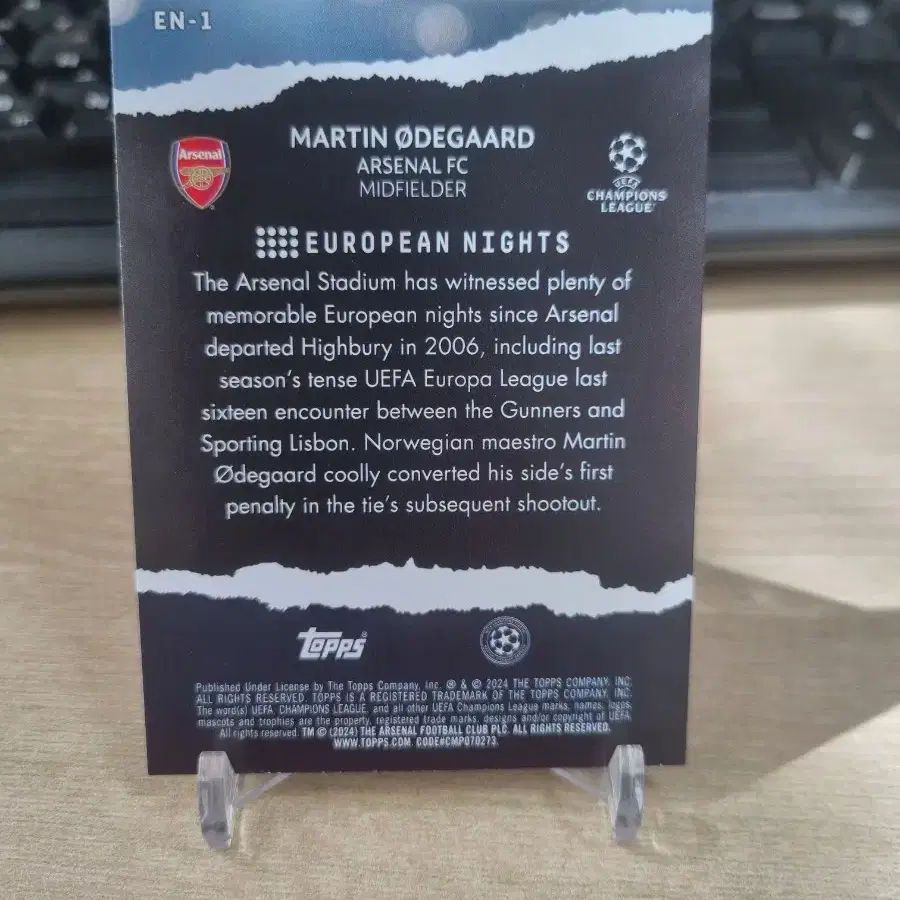 EN-1
MARTIN ØDEGAARD
Arsenal
ARSENAL FC
MIDFIELDER
UEFA
CHAMPIONS
LEAGUE
EUROPEAN NIGHTS
The Arsenal Stadium has witnessed plenty of
memorable European nights since Arsenal
departed Highbury in 2006, including last
season's tense UEFA Europa League last
sixteen encounter between the Gunners and
Sporting Lisbon. Norwegian maestro Martin
Ødegaard coolly converted his side's first
penalty in the tie's subsequent shootout.
topps®
Published Under License by The Topps Company, Inc. ® & © 2024 THE TOPPS COMPANY, INC.
ALL RIGHTS RESERVED. TOPPS IS A REGISTERED TRADEMARK OF THE TOPPS COMPANY, INC.
The word(s) UEFA, CHAMPIONS LEAGUE, and all other UEFA Champions League marks, names, logos,
mascots and trophies are the property, registered trade marks, designs and/or copyright of UEFA.
All rights reserved. TM © (2024) THE ARSENAL FOOTBALL CLUB PLC. ALL RIGHTS RESERVED.
WWW.TOPPS.COM CODE#CMP070273